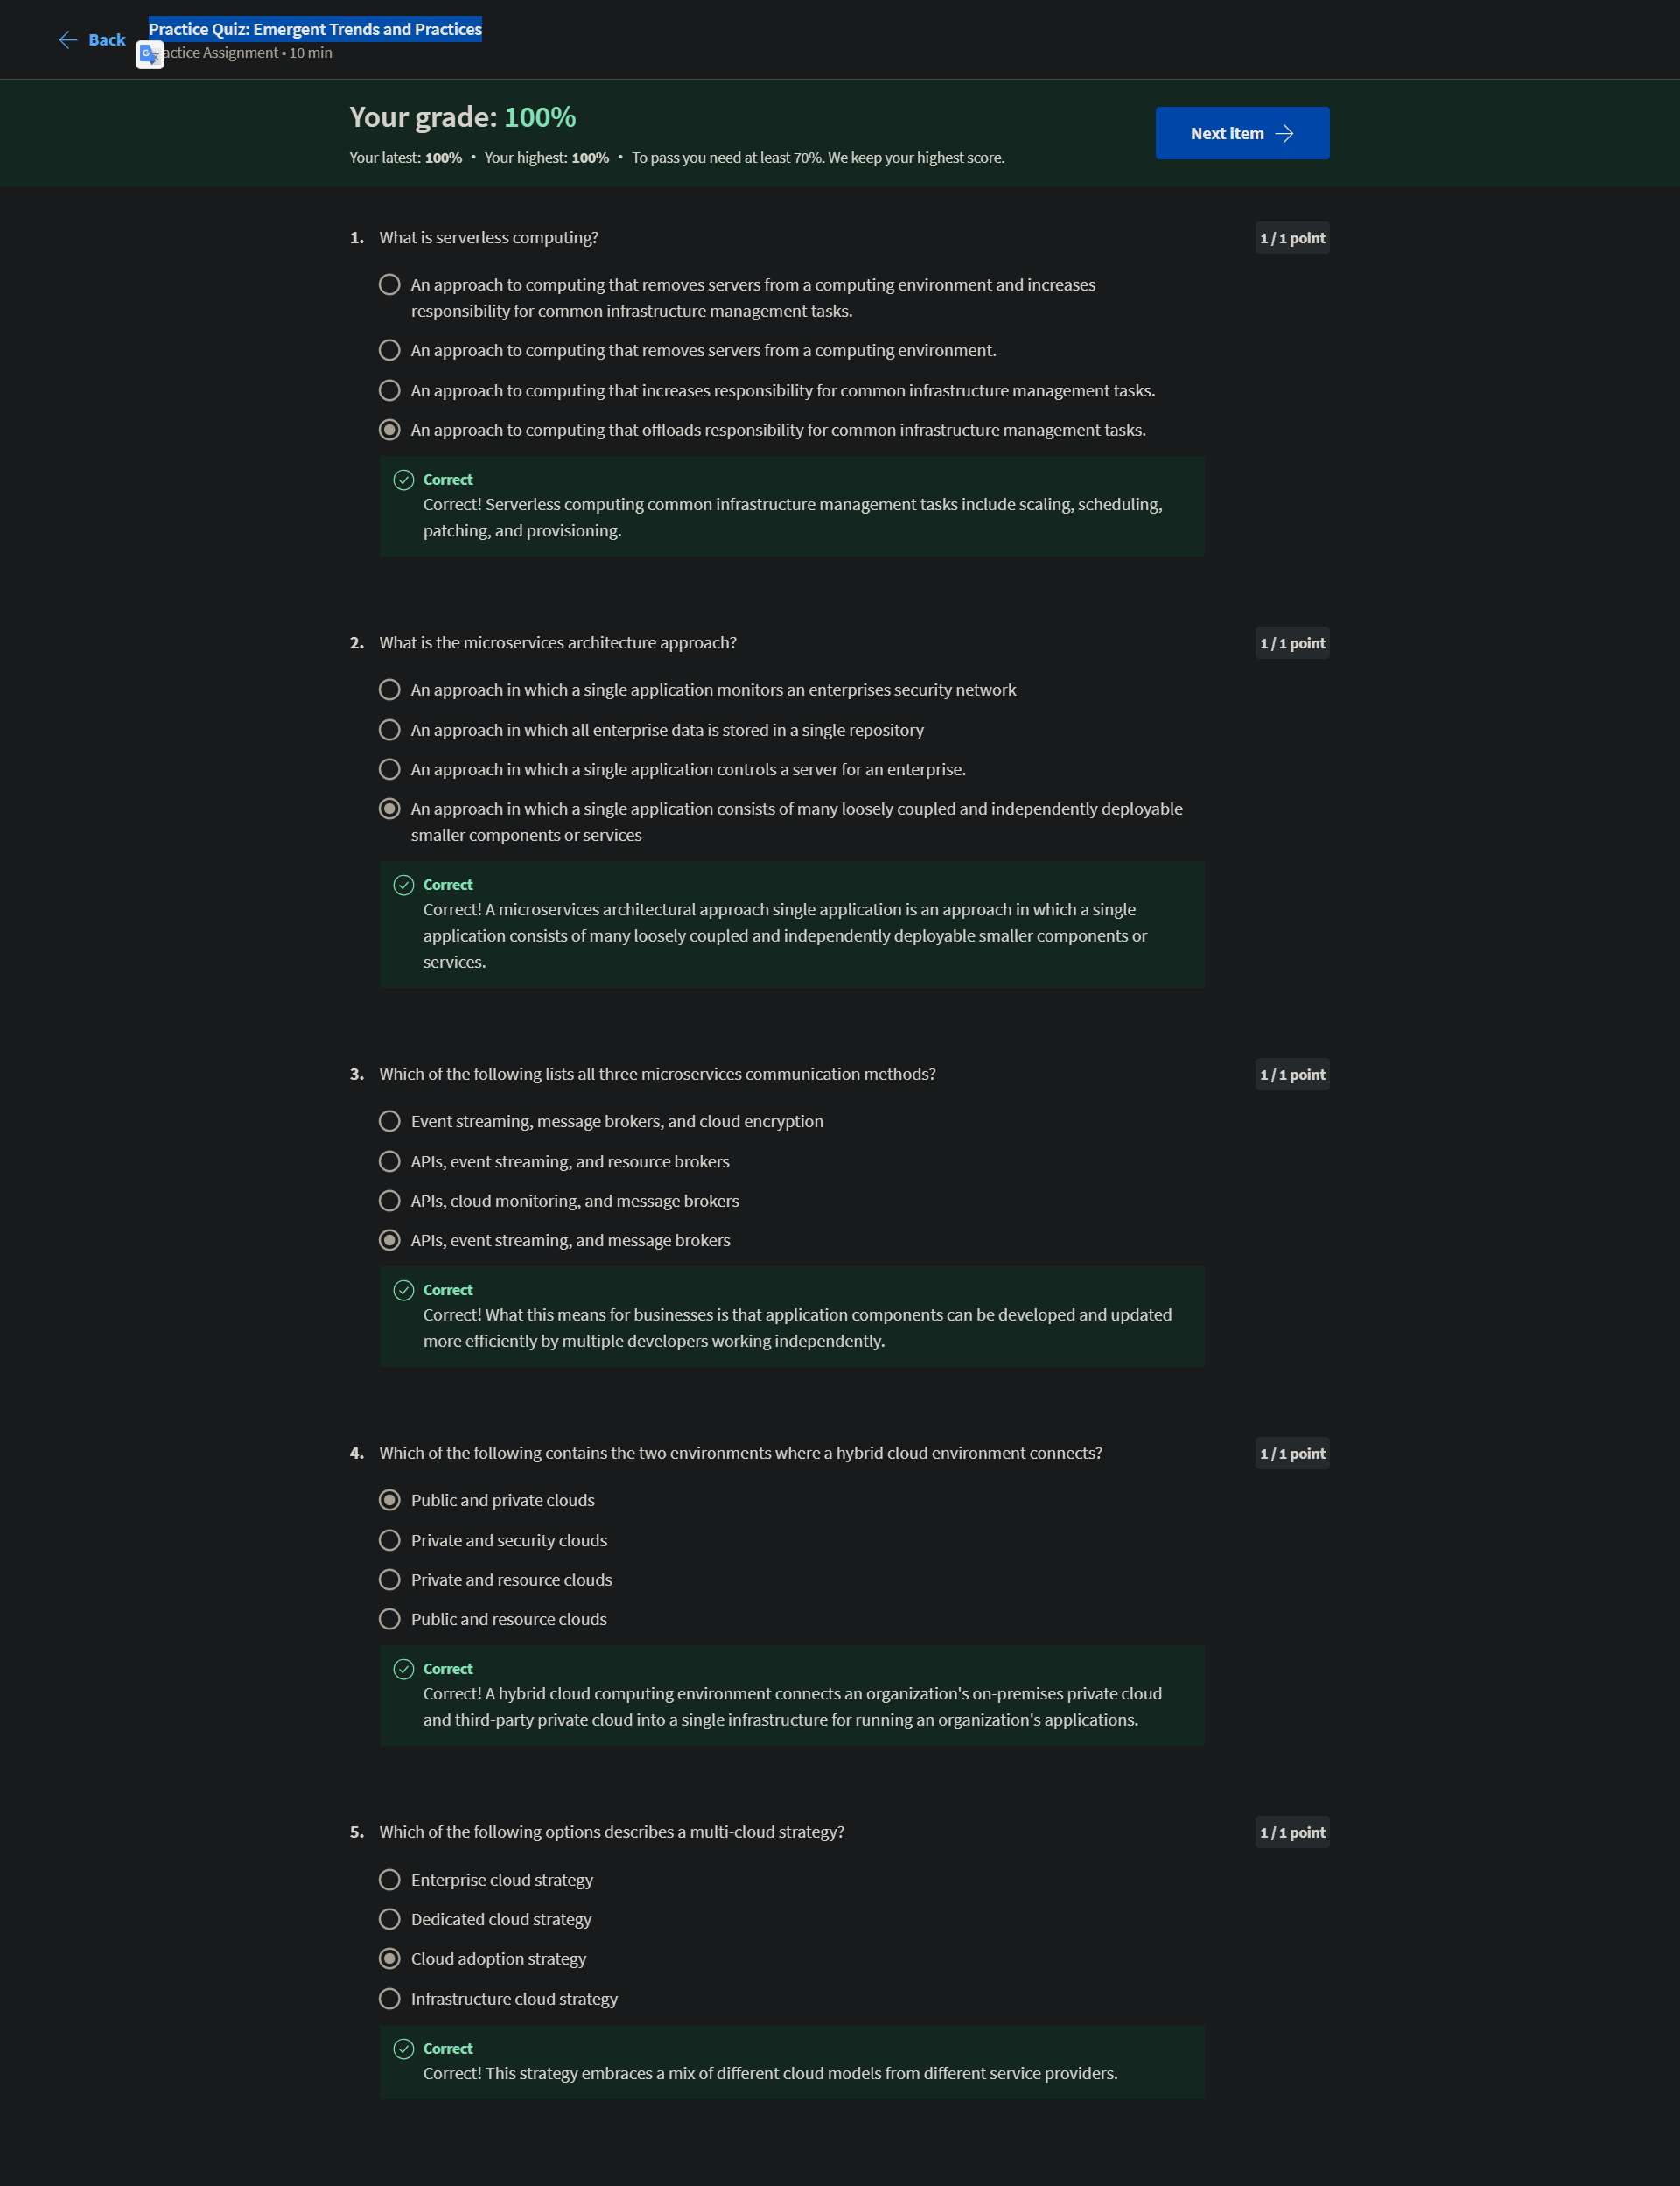 Back
Practice Quiz: Emergent Trends and Practices
actice Assignment • 10 min
Your grade: 100%
Your latest: 100% • Your highest: 100% • To pass you need at least 70%. We keep your highest score.
Next item
1. What is serverless computing?
1 / 1 point
An approach to computing that removes servers from a computing environment and increases
responsibility for common infrastructure management tasks.
An approach to computing that removes servers from a computing environment.
An approach to computing that increases responsibility for common infrastructure management tasks.
An approach to computing that offloads responsibility for common infrastructure management tasks.
Correct
Correct! Serverless computing common infrastructure management tasks include scaling, scheduling,
patching, and provisioning.
2. What is the microservices architecture approach?
1 / 1 point
An approach in which a single application monitors an enterprises security network
An approach in which all enterprise data is stored in a single repository
An approach in which a single application controls a server for an enterprise.
An approach in which a single application consists of many loosely coupled and independently deployable
smaller components or services
Correct
Correct! A microservices architectural approach single application is an approach in which a single
application consists of many loosely coupled and independently deployable smaller components or
services.
3. Which of the following lists all three microservices communication methods?
1 / 1 point
Event streaming, message brokers, and cloud encryption
APIs, event streaming, and resource brokers
APIs, cloud monitoring, and message brokers
APIs, event streaming, and message brokers
Correct
Correct! What this means for businesses is that application components can be developed and updated
more efficiently by multiple developers working independently.
4. Which of the following contains the two environments where a hybrid cloud environment connects?
1 / 1 point
Public and private clouds
Private and security clouds
Private and resource clouds
Public and resource clouds
Correct
Correct! A hybrid cloud computing environment connects an organization's on-premises private cloud
and third-party private cloud into a single infrastructure for running an organization's applications.
5. Which of the following options describes a multi-cloud strategy?
1 / 1 point
Enterprise cloud strategy
Dedicated cloud strategy
Cloud adoption strategy
Infrastructure cloud strategy
Correct
Correct! This strategy embraces a mix of different cloud models from different service providers.